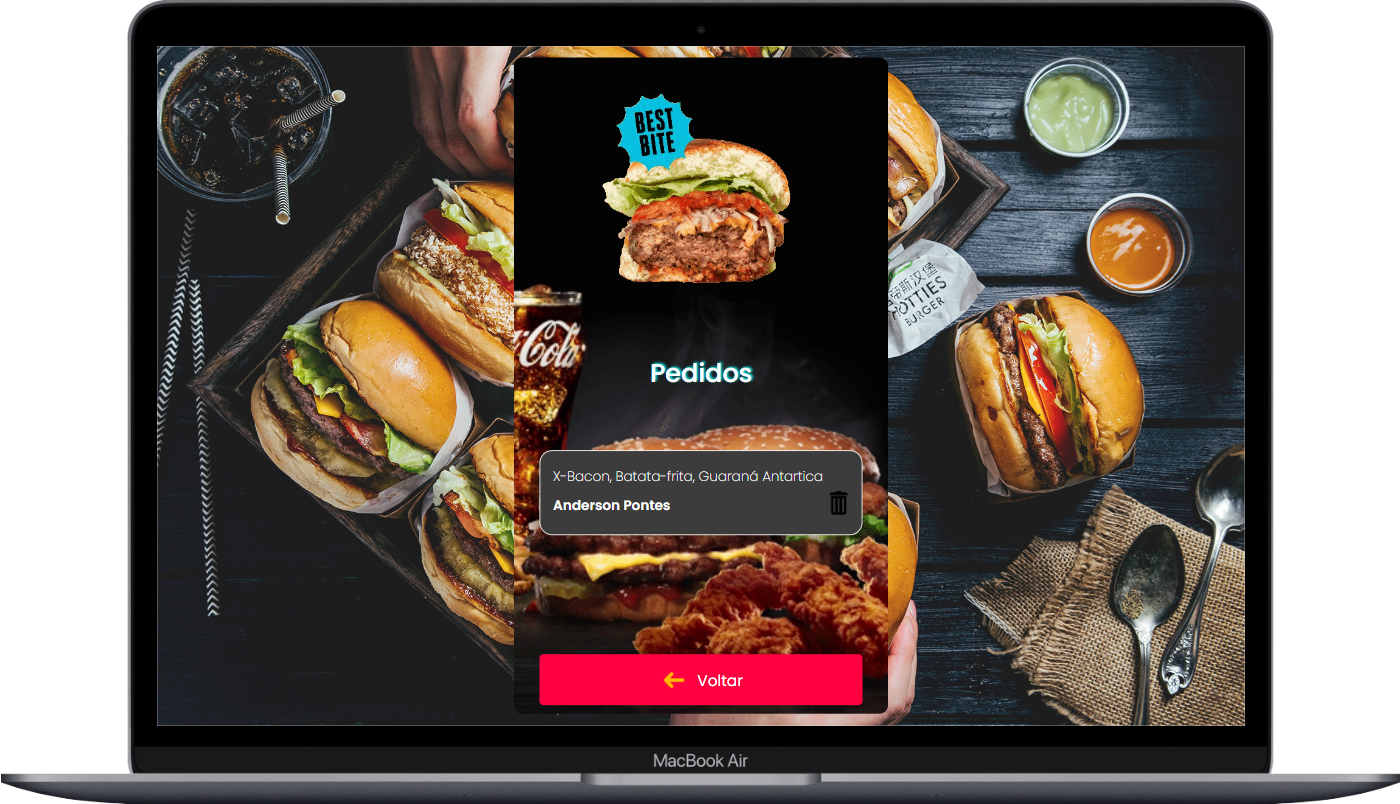 BEST
BITE
帝斯汉堡
HOTTIES
BURGER
Coca-Cola
Pedidos
X-Bacon, Batata-frita, Guaraná Antartica
Anderson Pontes
Voltar
MacBook Air